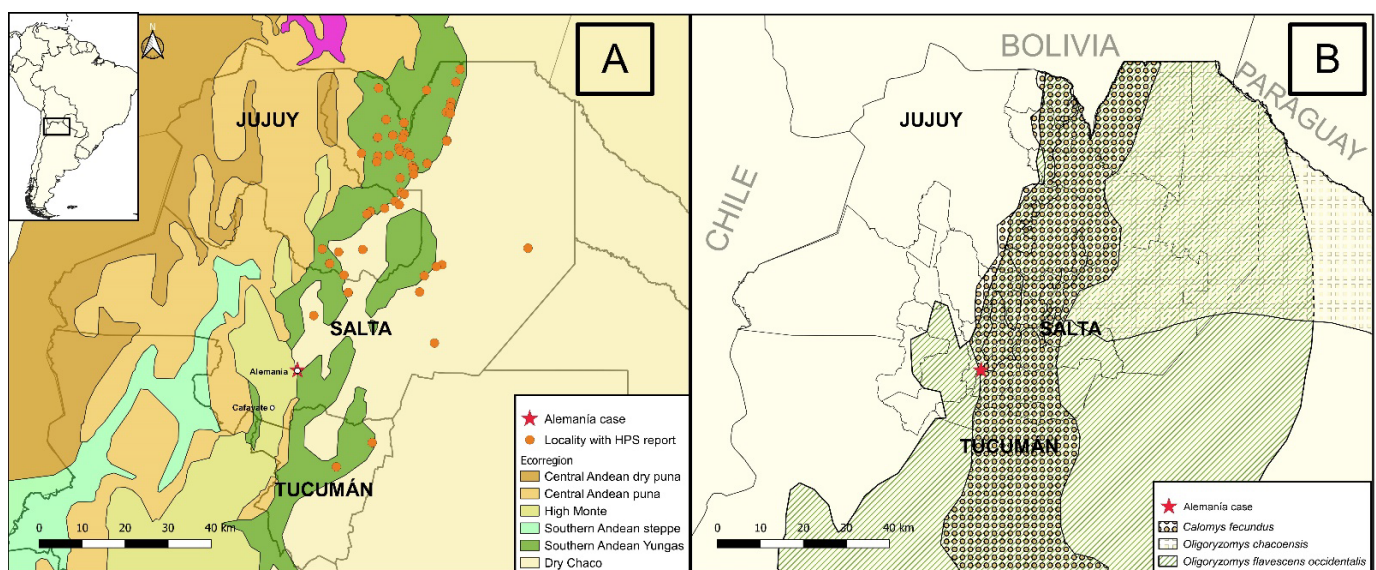 N
A
JUJUY
SALTA
Alemanía
Cafayate
TUCUMÁN
0 10 20 30 40 km
Alemanía case
Locality with HPS report
Ecorregion
Central Andean dry puna
Central Andean puna
High Monte
Southern Andean steppe
Southern Andean Yungas
Dry Chaco
BOLIVIA
B
PARAGUAY
JUJUY
CHILE
SALTA
TUCUMÁN
0 10 20 30 40 km
Alemanía case
Calomys fecundus
Oligoryzomys chacoensis
Oligoryzomys flavescens occidentalis